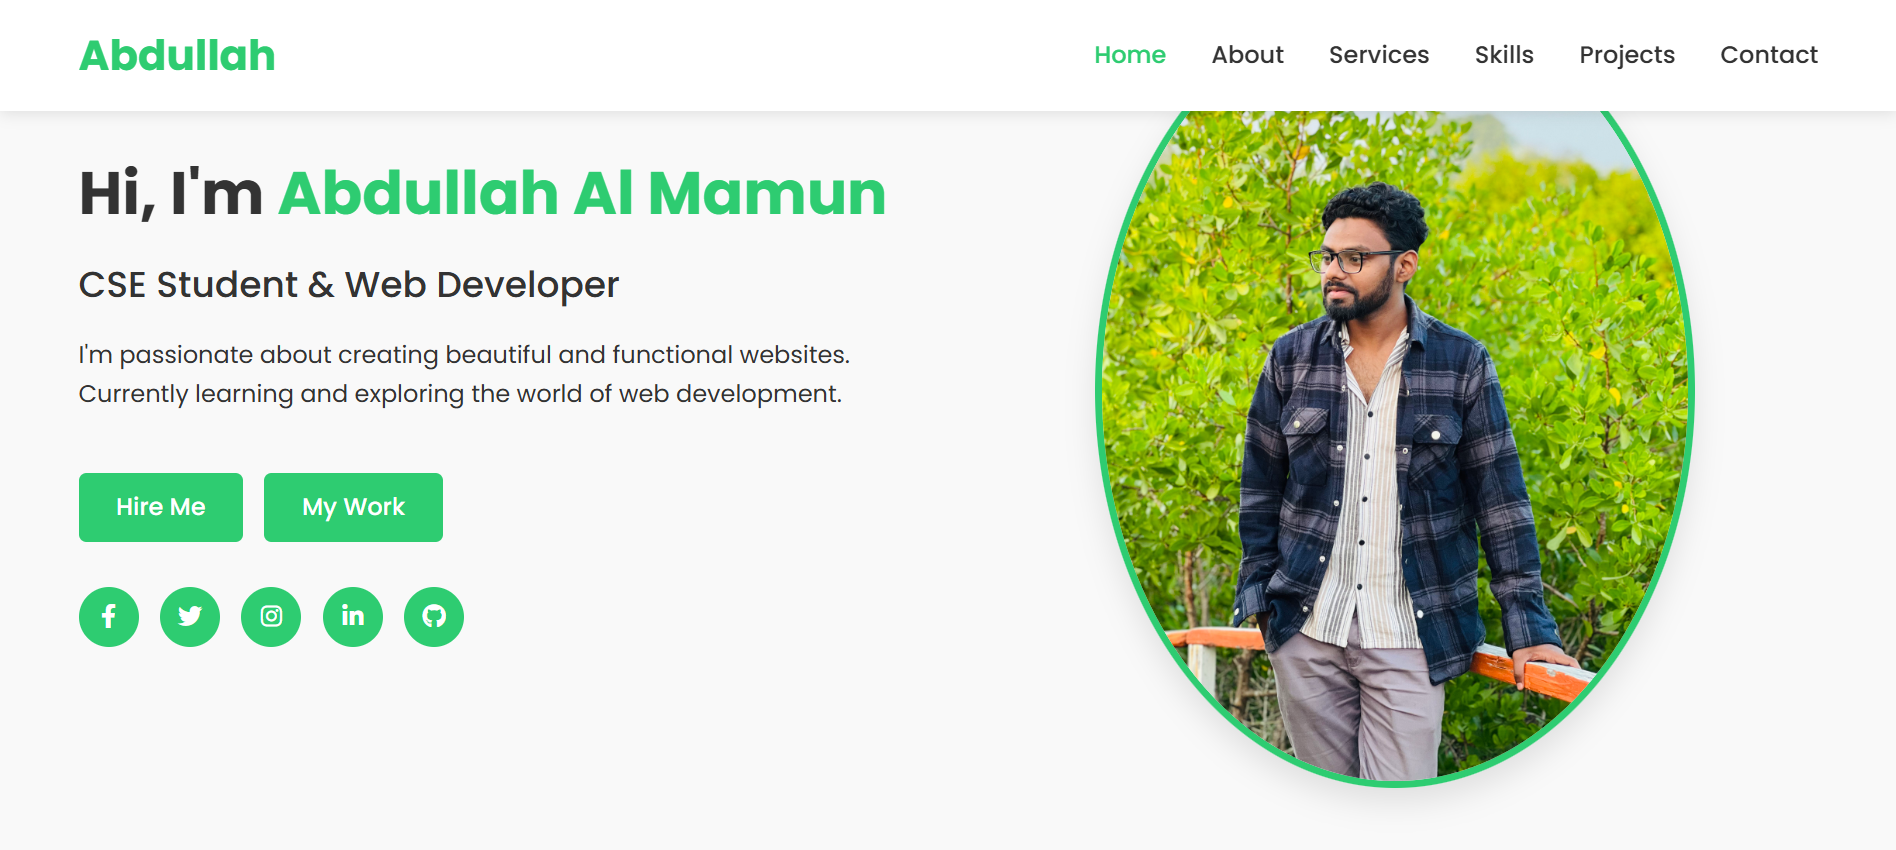 Abdullah
Home About Services Skills Projects Contact
Hi, I'm Abdullah Al Mamun
CSE Student & Web Developer
I'm passionate about creating beautiful and functional websites.
Currently learning and exploring the world of web development.
Hire Me
My Work